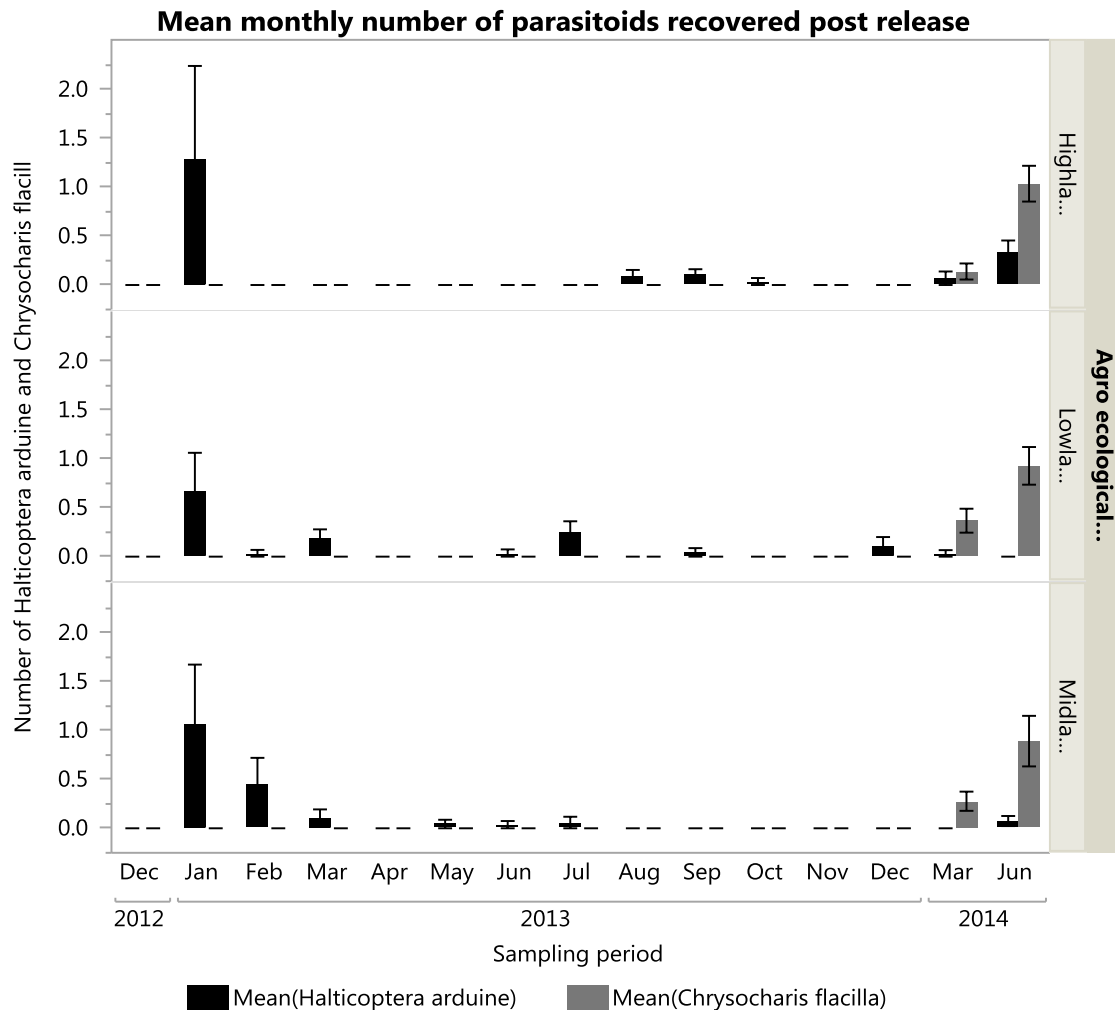 Mean monthly number of parasitoids recovered post release
Number of Halticoptera arduine and Chrysocharis flacill
2.0
1.5
1.0
0.5
0.0
Highla...
2.0
1.5
1.0
0.5
0.0
Lowla...
2.0
1.5
1.0
0.5
0.0
Midla...
Agro ecological...
Dec Jan Feb Mar Apr May Jun Jul Aug Sep Oct Nov Dec Mar Jun
2012 2013 2014
Sampling period
Mean(Halticoptera arduine) Mean(Chrysocharis flacilla)